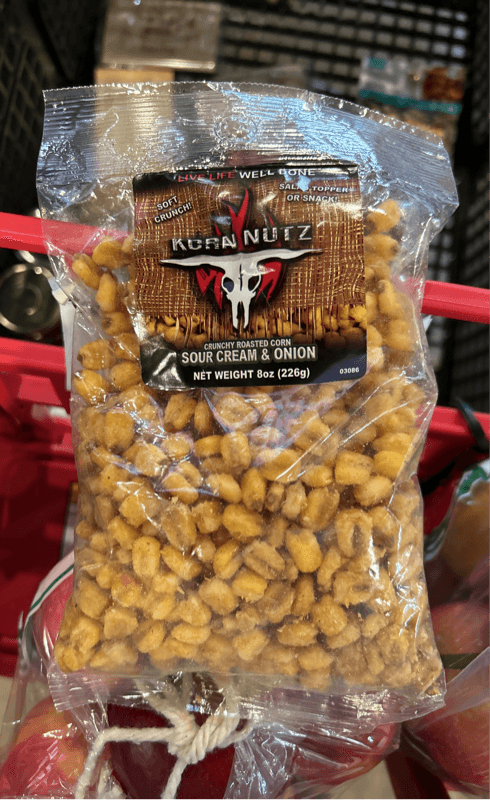 LIVE LIFE WELL DONE
...SOFT
CRUNCH!
SALAD TOPPER
OR SNACK!
KORN NUTZ
CRUNCHY ROASTED CORN
SOUR CREAM & ONION
NET WEIGHT 8oz (226g)
03086